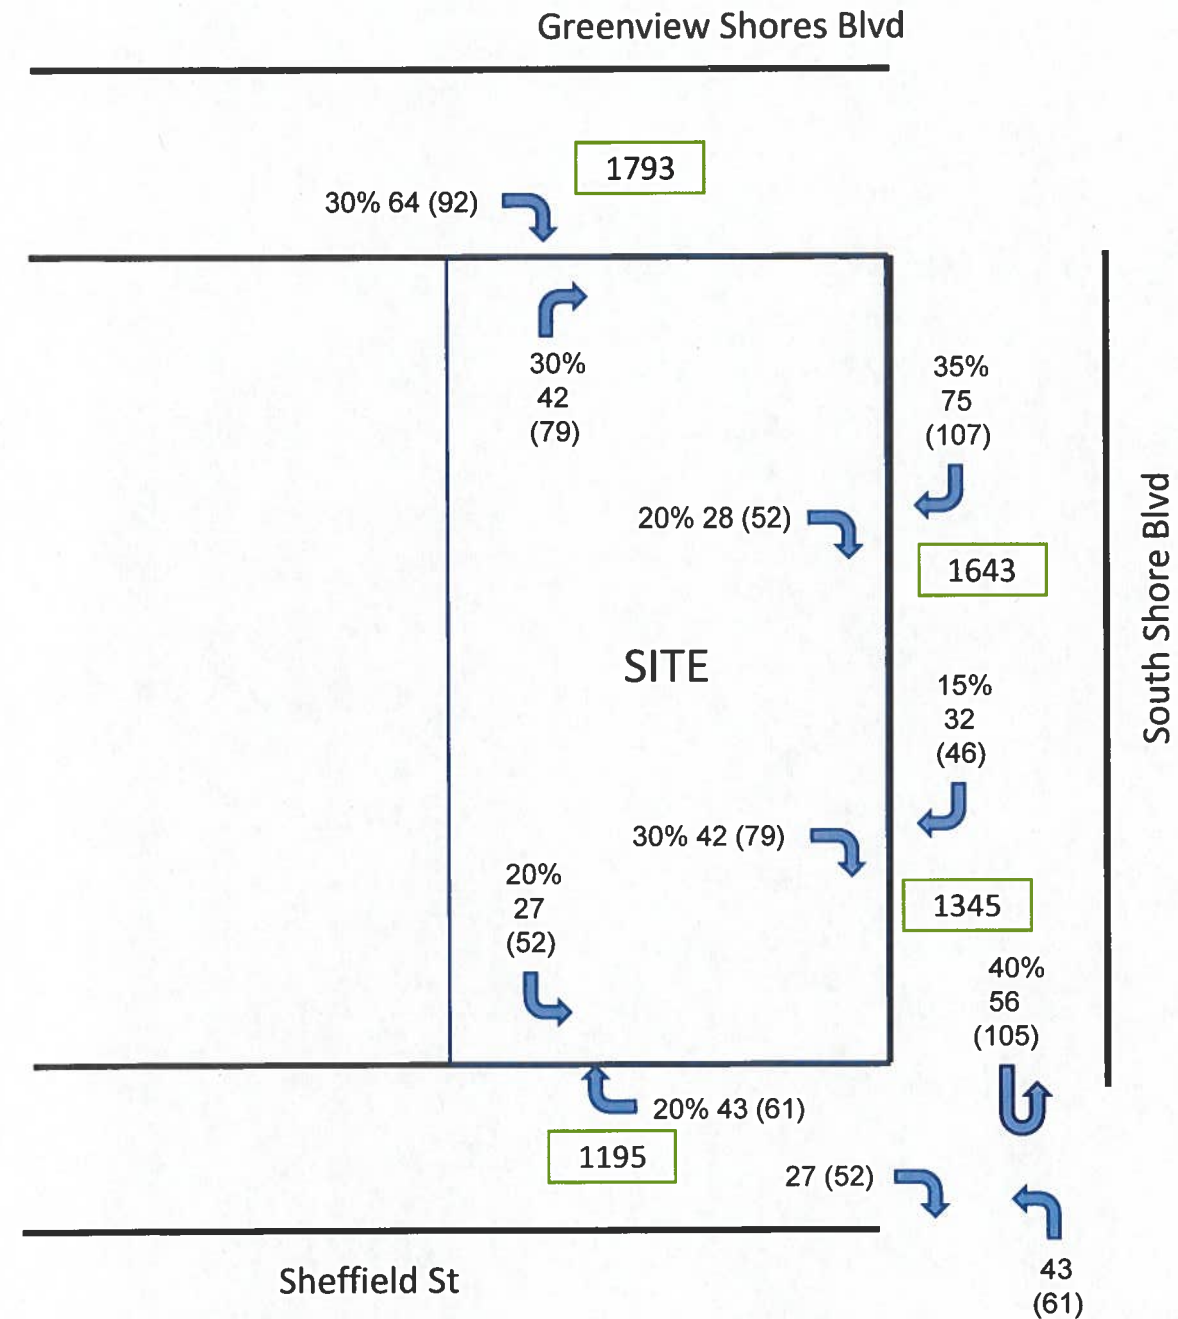 Greenview Shores Blvd
1793
30% 64 (92)
30%
42
(79)
35%
75
(107)
20% 28 (52)
1643
South Shore Blvd
SITE
15%
32
(46)
30% 42 (79)
20%
27
(52)
1345
40%
56
(105)
20% 43 (61)
1195
27 (52)
43
(61)
Sheffield St